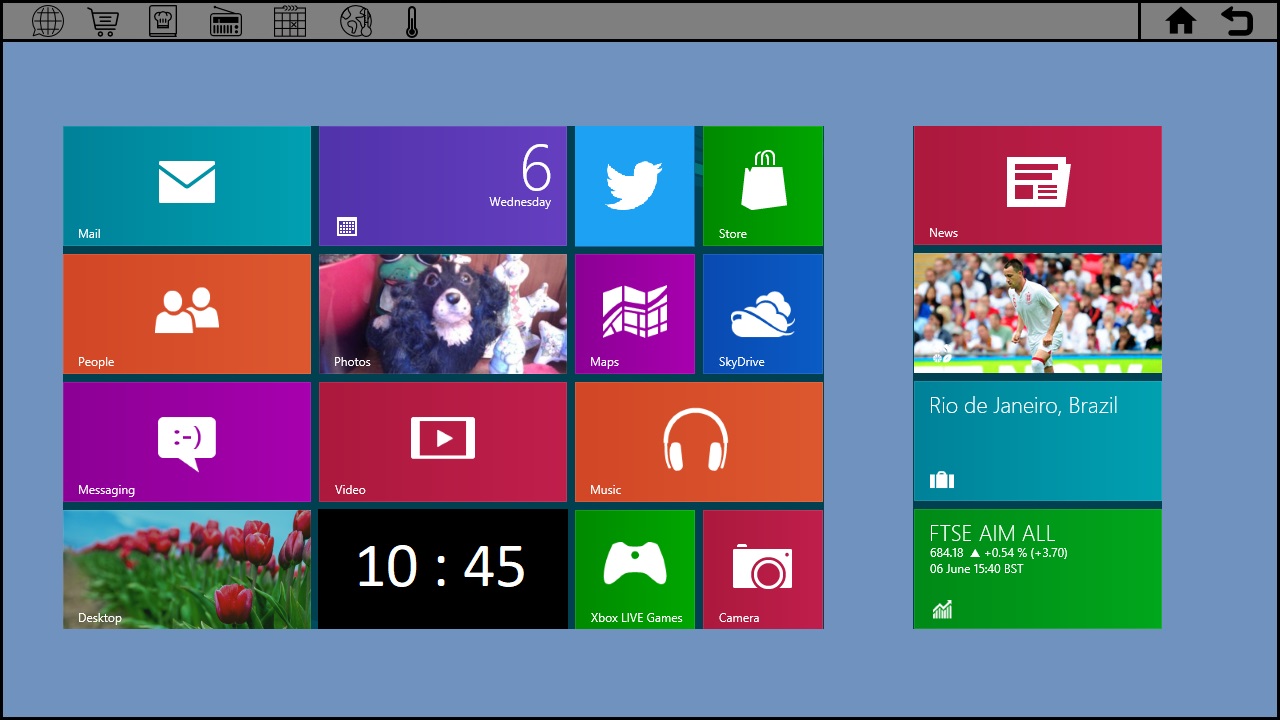 Mail
6
Wednesday
Store
News
People
Photos
Maps
SkyDrive
:-)
Messaging
Video
Music
Rio de Janeiro, Brazil
Desktop
10 : 45
Xbox LIVE Games
Camera
FTSE AIM ALL
684.18 ▲ +0.54 % (+3.70)
06 June 15:40 BST